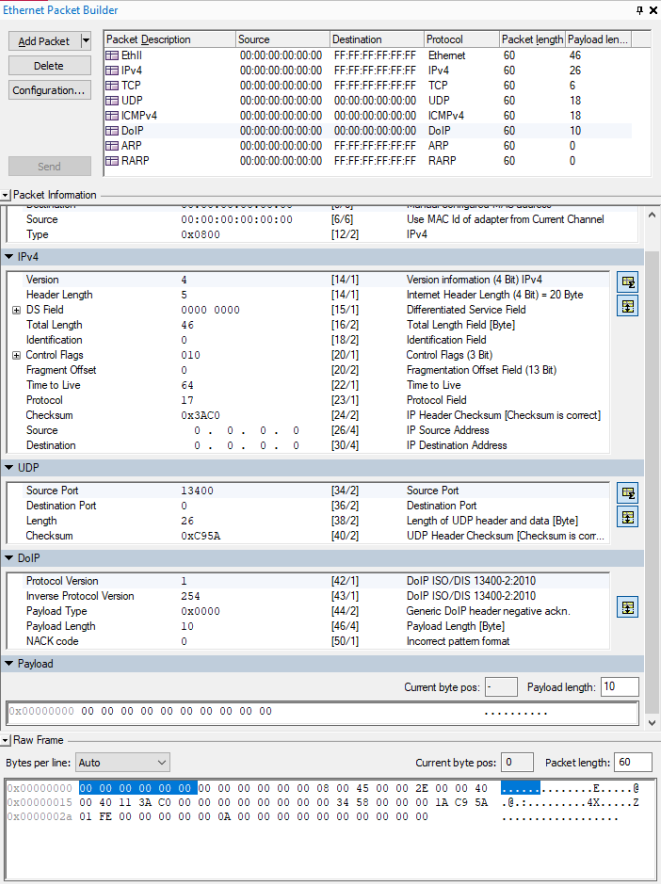 Ethernet Packet Builder
Add Packet
Delete
Configuration...
Send
Packet Description Source Destination Protocol Packet length Payload len...
EthII 00:00:00:00:00:00 FF:FF:FF:FF:FF:FF Ethernet 60 46
IPv4 00:00:00:00:00:00 FF:FF:FF:FF:FF:FF IPv4 60 26
TCP 00:00:00:00:00:00 FF:FF:FF:FF:FF:FF TCP 60 6
UDP 00:00:00:00:00:00 00:00:00:00:00:00 UDP 60 18
ICMPv4 00:00:00:00:00:00 00:00:00:00:00:00 ICMPv4 60 18
DoIP 00:00:00:00:00:00 00:00:00:00:00:00 DoIP 60 10
ARP 00:00:00:00:00:00 FF:FF:FF:FF:FF:FF ARP 60 0
RARP 00:00:00:00:00:00 FF:FF:FF:FF:FF:FF RARP 60 0
Packet Information
Source 00:00:00:00:00:00 [6/6] Use MAC Id of adapter from Current Channel
Type 0x0800 [12/2] IPv4
IPv4
Version 4 [14/1] Version information (4 Bit) IPv4
Header Length 5 [14/1] Internet Header Length (4 Bit) = 20 Byte
DS Field 0000 0000 [15/1] Differentiated Service Field
Total Length 46 [16/2] Total Length Field [Byte]
Identification 0 [18/2] Identification Field
Control Flags 010 [20/1] Control Flags (3 Bit)
Fragment Offset 0 [20/2] Fragmentation Offset Field (13 Bit)
Time to Live 64 [22/1] Time to Live
Protocol 17 [23/1] Protocol Field
Checksum 0x3AC0 [24/2] IP Header Checksum [Checksum is correct]
Source 0 . 0 . 0 . 0 [26/4] IP Source Address
Destination 0 . 0 . 0 . 0 [30/4] IP Destination Address
UDP
Source Port 13400 [34/2] Source Port
Destination Port 0 [36/2] Destination Port
Length 26 [38/2] Length of UDP header and data [Byte]
Checksum 0xC95A [40/2] UDP Header Checksum [Checksum is corr...
DoIP
Protocol Version 1 [42/1] DoIP ISO/DIS 13400-2:2010
Inverse Protocol Version 254 [43/1] DoIP ISO/DIS 13400-2:2010
Payload Type 0x0000 [44/2] Generic DoIP header negative ackn.
Payload Length 10 [46/4] Payload Length [Byte]
NACK code 0 [50/1] Incorrect pattern format
Payload
Current byte pos: - Payload length: 10
0x00000000 00 00 00 00 00 00 00 00 00 00 ..........
Raw Frame
Bytes per line: Auto Current byte pos: 0 Packet length: 60
0x00000000 00 00 00 00 00 00 00 00 00 00 00 00 08 00 45 00 00 2E 00 00 40 ..............E.....@
0x00000015 00 40 11 3A C0 00 00 00 00 00 00 00 00 34 58 00 00 00 1A C9 5A .@.:.........4X.....Z
0x0000002a 01 FE 00 00 00 00 00 0A 00 00 00 00 00 00 00 00 00 00 ..................